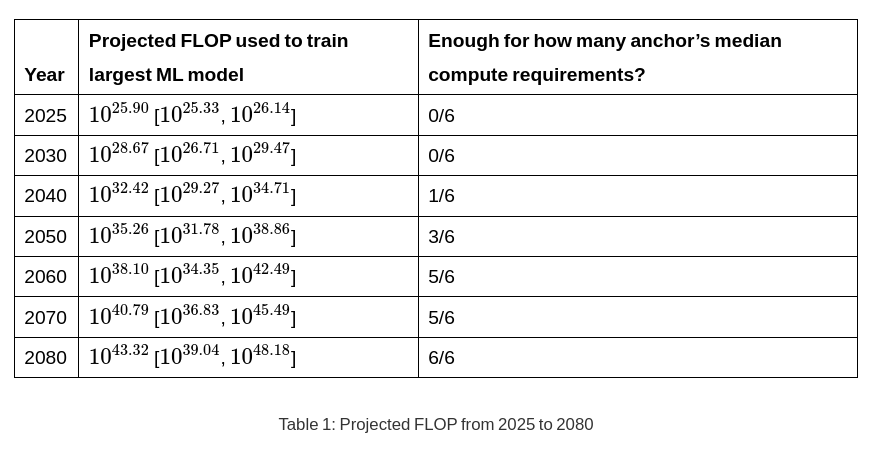 Year | Projected FLOP used to train largest ML model | Enough for how many anchor’s median compute requirements?
2025 | 10^25.90 [10^25.33, 10^26.14] | 0/6
2030 | 10^28.67 [10^26.71, 10^29.47] | 0/6
2040 | 10^32.42 [10^29.27, 10^34.71] | 1/6
2050 | 10^35.26 [10^31.78, 10^38.86] | 3/6
2060 | 10^38.10 [10^34.35, 10^42.49] | 5/6
2070 | 10^40.79 [10^36.83, 10^45.49] | 5/6
2080 | 10^43.32 [10^39.04, 10^48.18] | 6/6
Table 1: Projected FLOP from 2025 to 2080